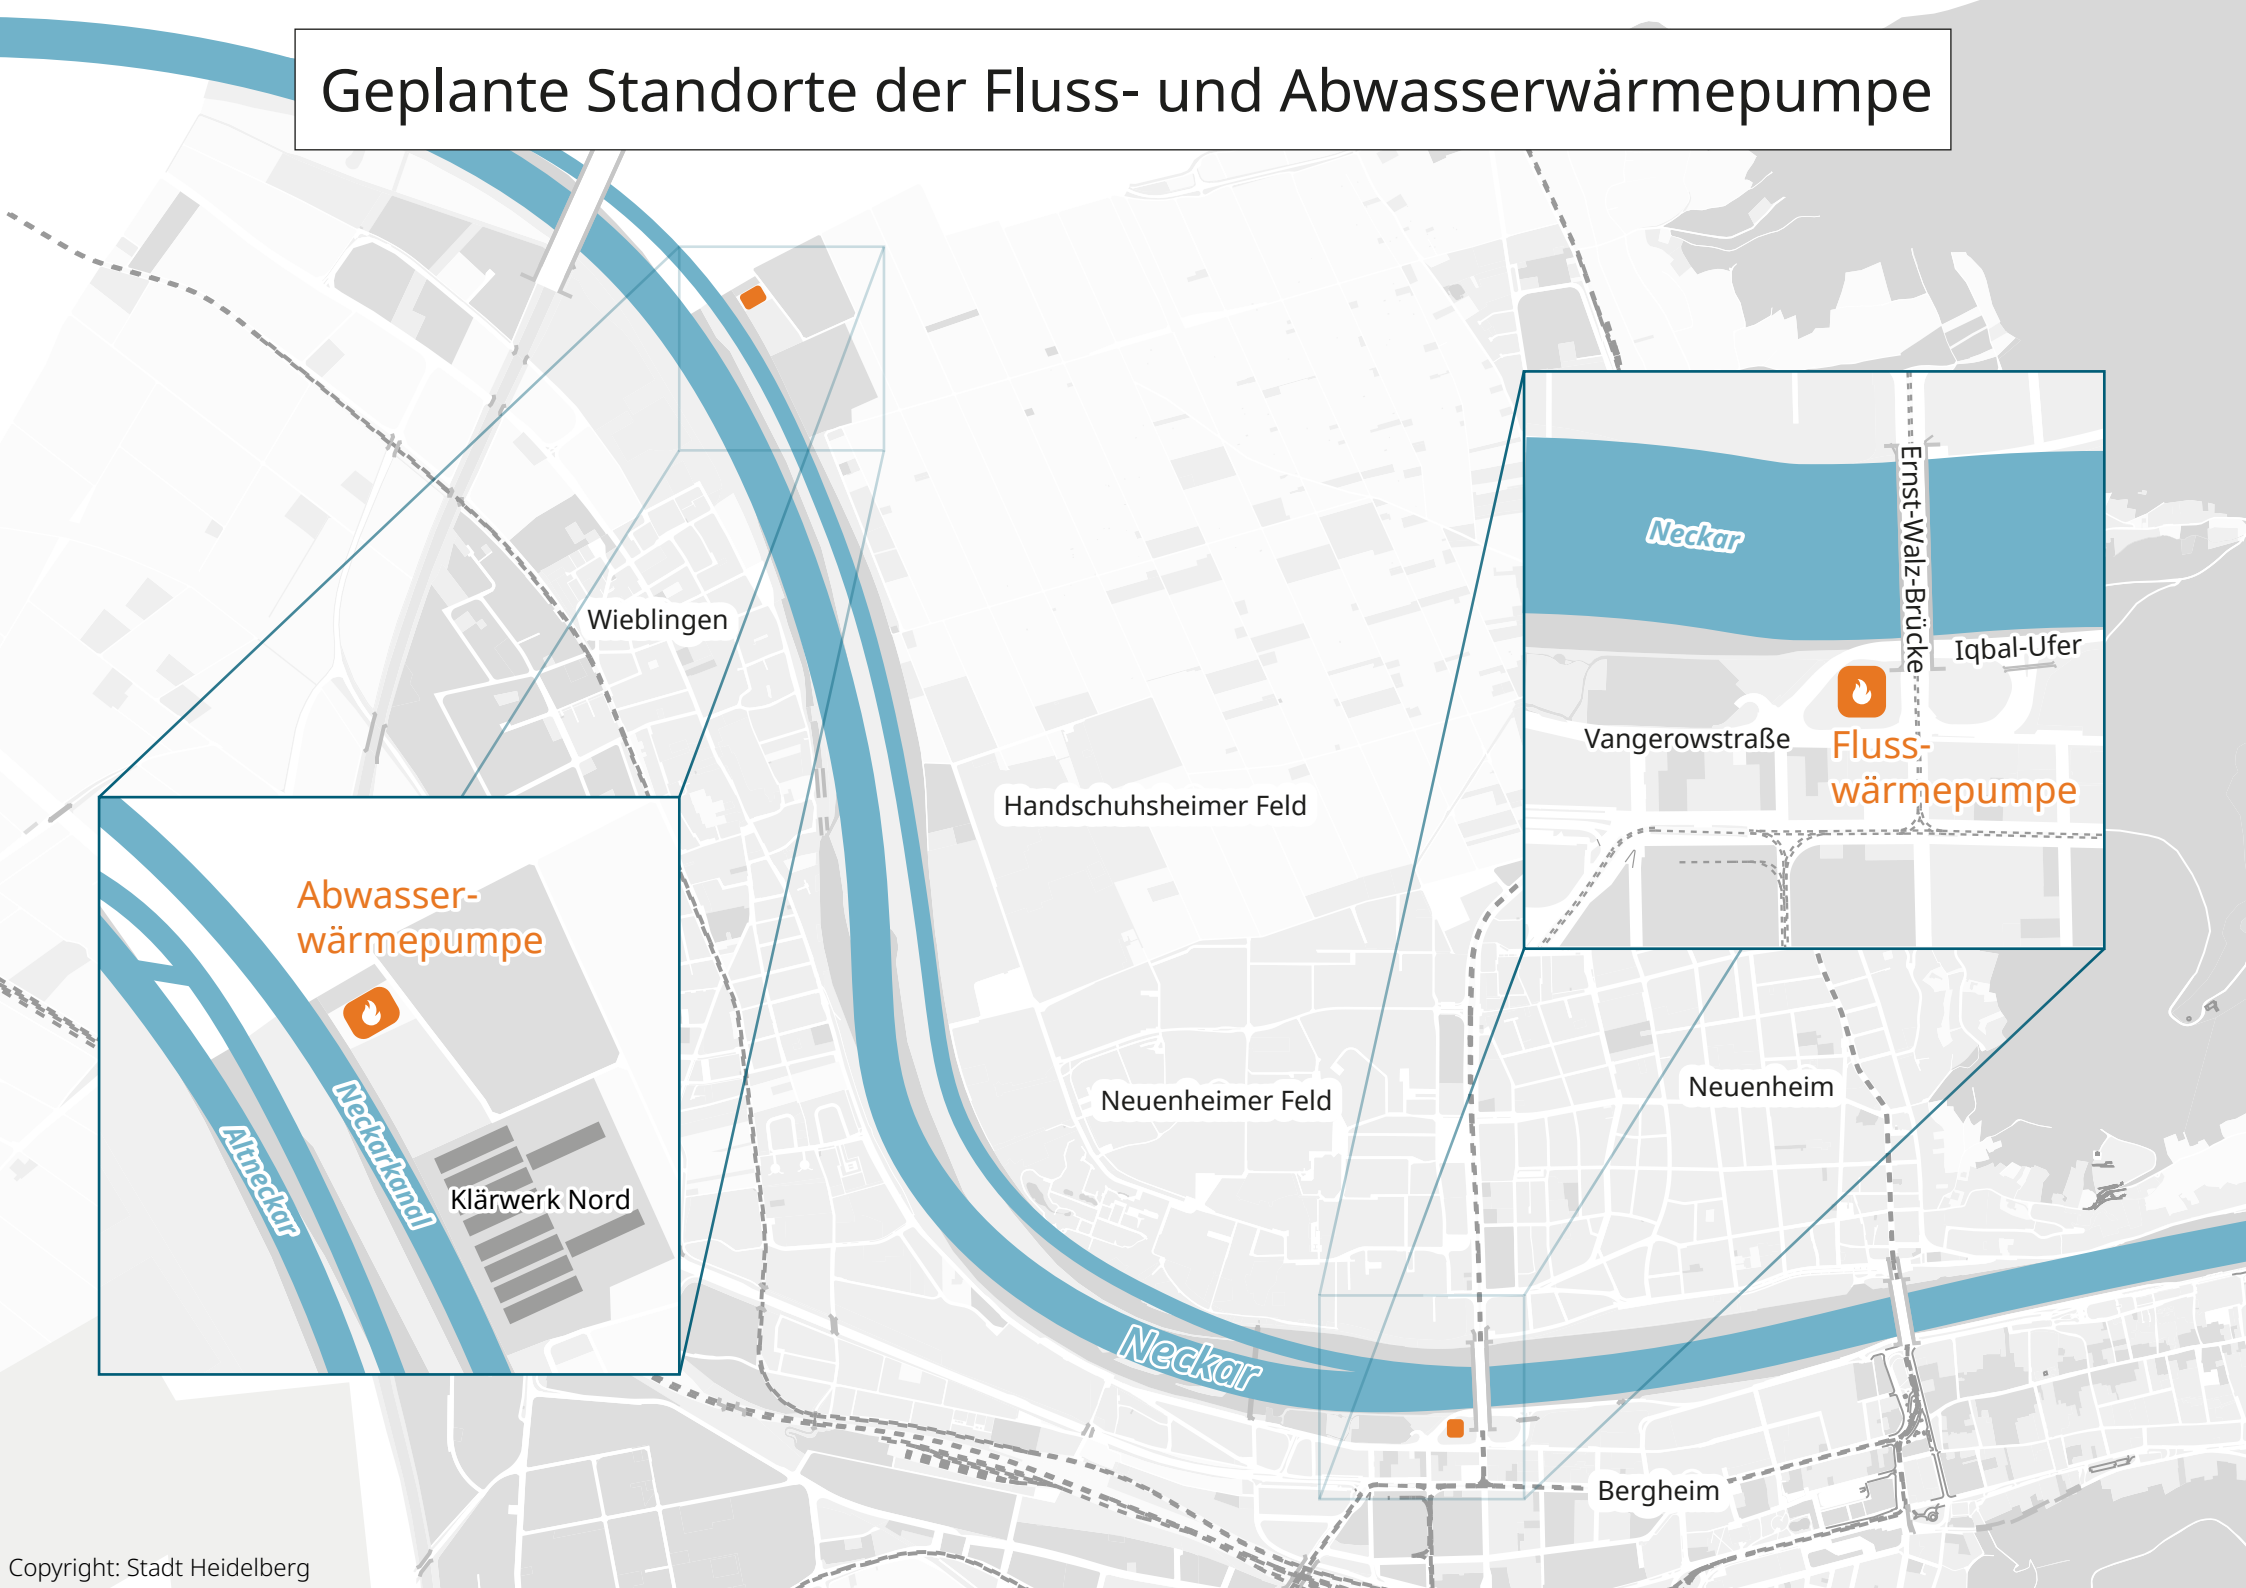 Geplante Standorte der Fluss- und Abwasserwärmepumpe
Wieblingen
Handschuhsheimer Feld
Neuenheimer Feld
Neuenheim
Neckar
Bergheim
Neckar
Ernst-Walz-Brücke
Iqbal-Ufer
Vangerowstraße
Fluss-
wärmepumpe
Abwasser-
wärmepumpe
Neckarkanal
Altneckar
Klärwerk Nord
Copyright: Stadt Heidelberg